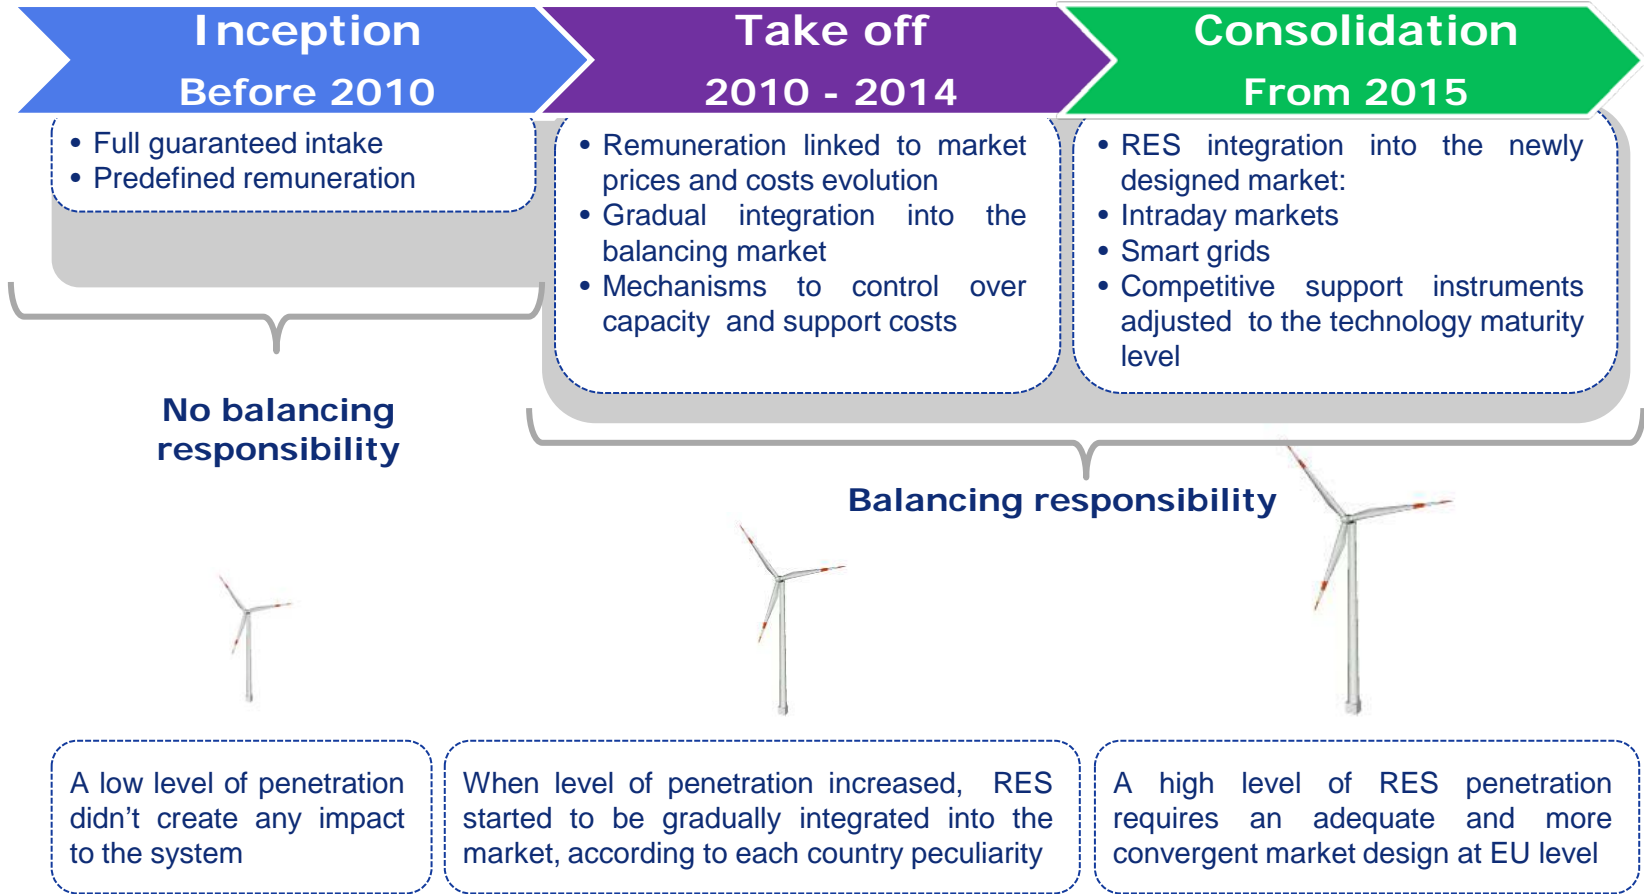 Inception
Before 2010
Take off
2010 - 2014
Consolidation
From 2015
• Full guaranteed intake
• Predefined remuneration
• Remuneration linked to market
prices and costs evolution
• Gradual integration into the
balancing market
• Mechanisms to control over
capacity and support costs
• RES integration into the newly
designed market:
• Intraday markets
• Smart grids
• Competitive support instruments
adjusted to the technology maturity
level
No balancing
responsibility
Balancing responsibility
A low level of penetration
didn’t create any impact
to the system
When level of penetration increased, RES
started to be gradually integrated into the
market, according to each country peculiarity
A high level of RES penetration
requires an adequate and more
convergent market design at EU level